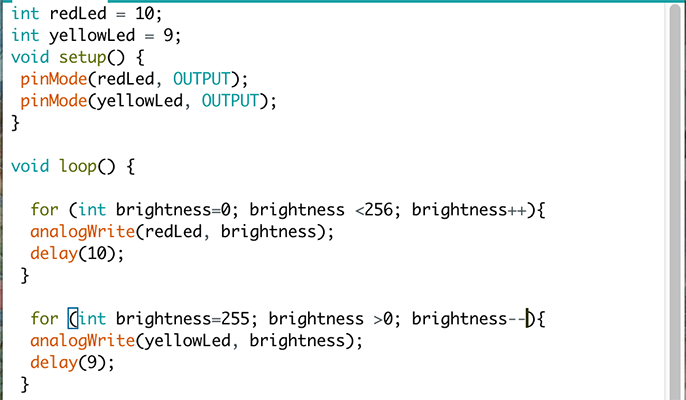 int redLed = 10;
int yellowLed = 9;
void setup() {
pinMode(redLed, OUTPUT);
pinMode(yellowLed, OUTPUT);
}
void loop() {
for (int brightness=0; brightness <256; brightness++){
analogWrite(redLed, brightness);
delay(10);
}
for (int brightness=255; brightness >0; brightness--){
analogWrite(yellowLed, brightness);
delay(9);
}